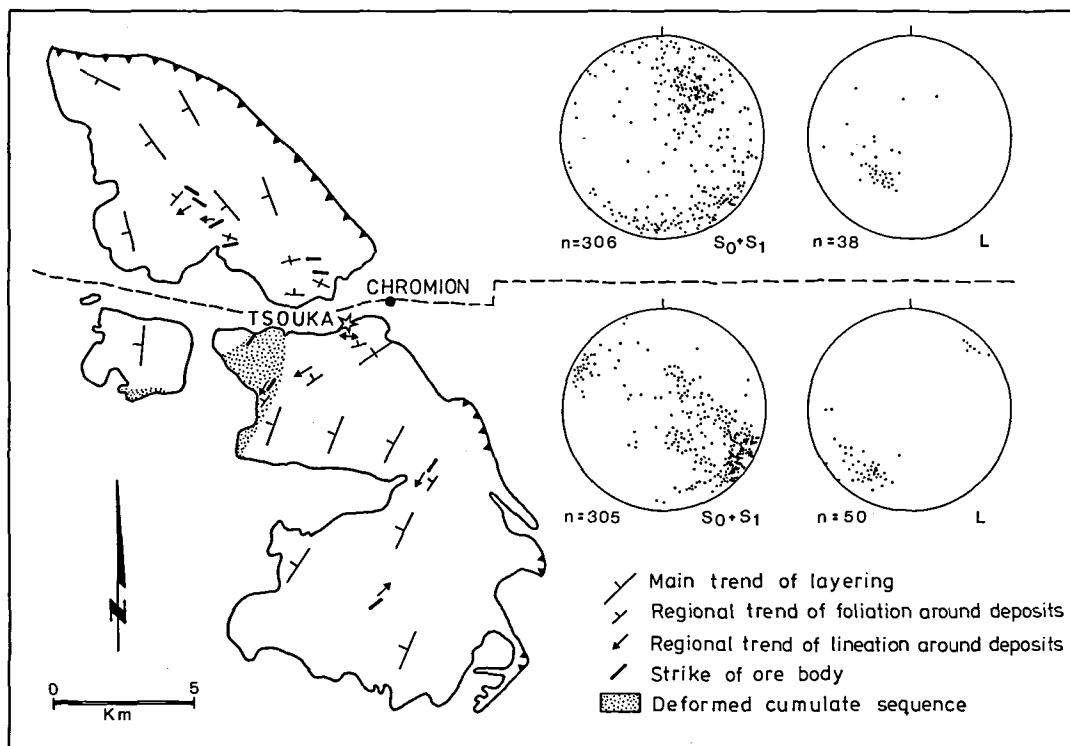 n=306
S₀+S₁
n=38
L
CHROMION
TSOUKA
n=305
S₀+S₁
n=50
L
Main trend of layering
Regional trend of foliation around deposits
Regional trend of lineation around deposits
Strike of ore body
Deformed cumulate sequence
N
0 5
Km